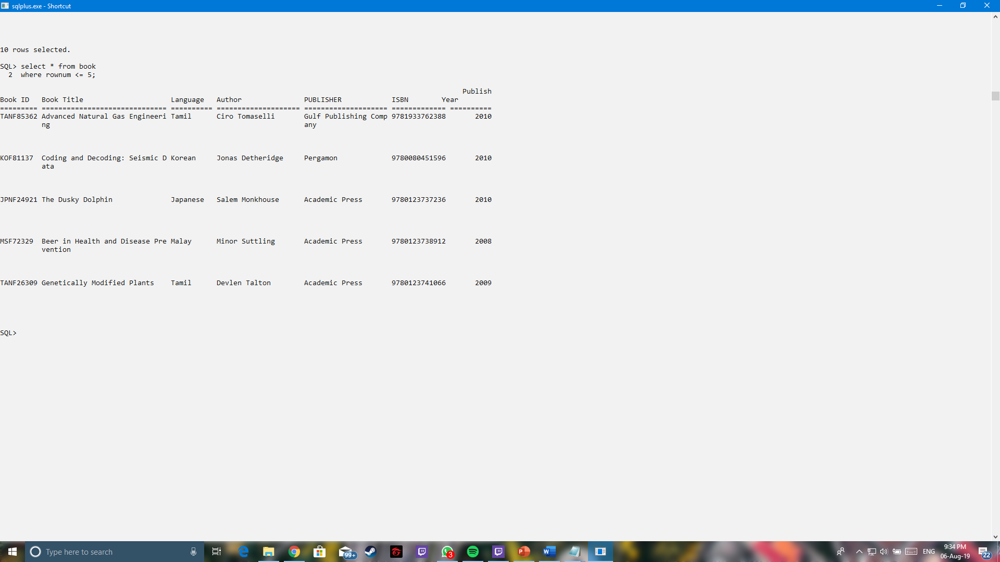 sqlplus.exe - Shortcut
10 rows selected.
SQL> select * from book
  2  where rownum <= 5;
                                                                                                               Publish
Book ID   Book Title                     Language   Author               PUBLISHER            ISBN        Year
========= ============================== ========== ==================== ==================== ============= ==========
TANF85362 Advanced Natural Gas Engineeri Tamil      Ciro Tomaselli       Gulf Publishing Comp 9781933762388       2010
          ng                                                             any
KOF81137  Coding and Decoding: Seismic D Korean     Jonas Detheridge     Pergamon             9780080451596       2010
          ata
JPNF24921 The Dusky Dolphin              Japanese   Salem Monkhouse      Academic Press       9780123737236       2010
MSF72329  Beer in Health and Disease Pre Malay      Minor Suttling       Academic Press       9780123738912       2008
          vention
TANF26309 Genetically Modified Plants    Tamil      Devlen Talton        Academic Press       9780123741066       2009
SQL>
Type here to search
99+
3
ENG
9:34 PM
06-Aug-19
22